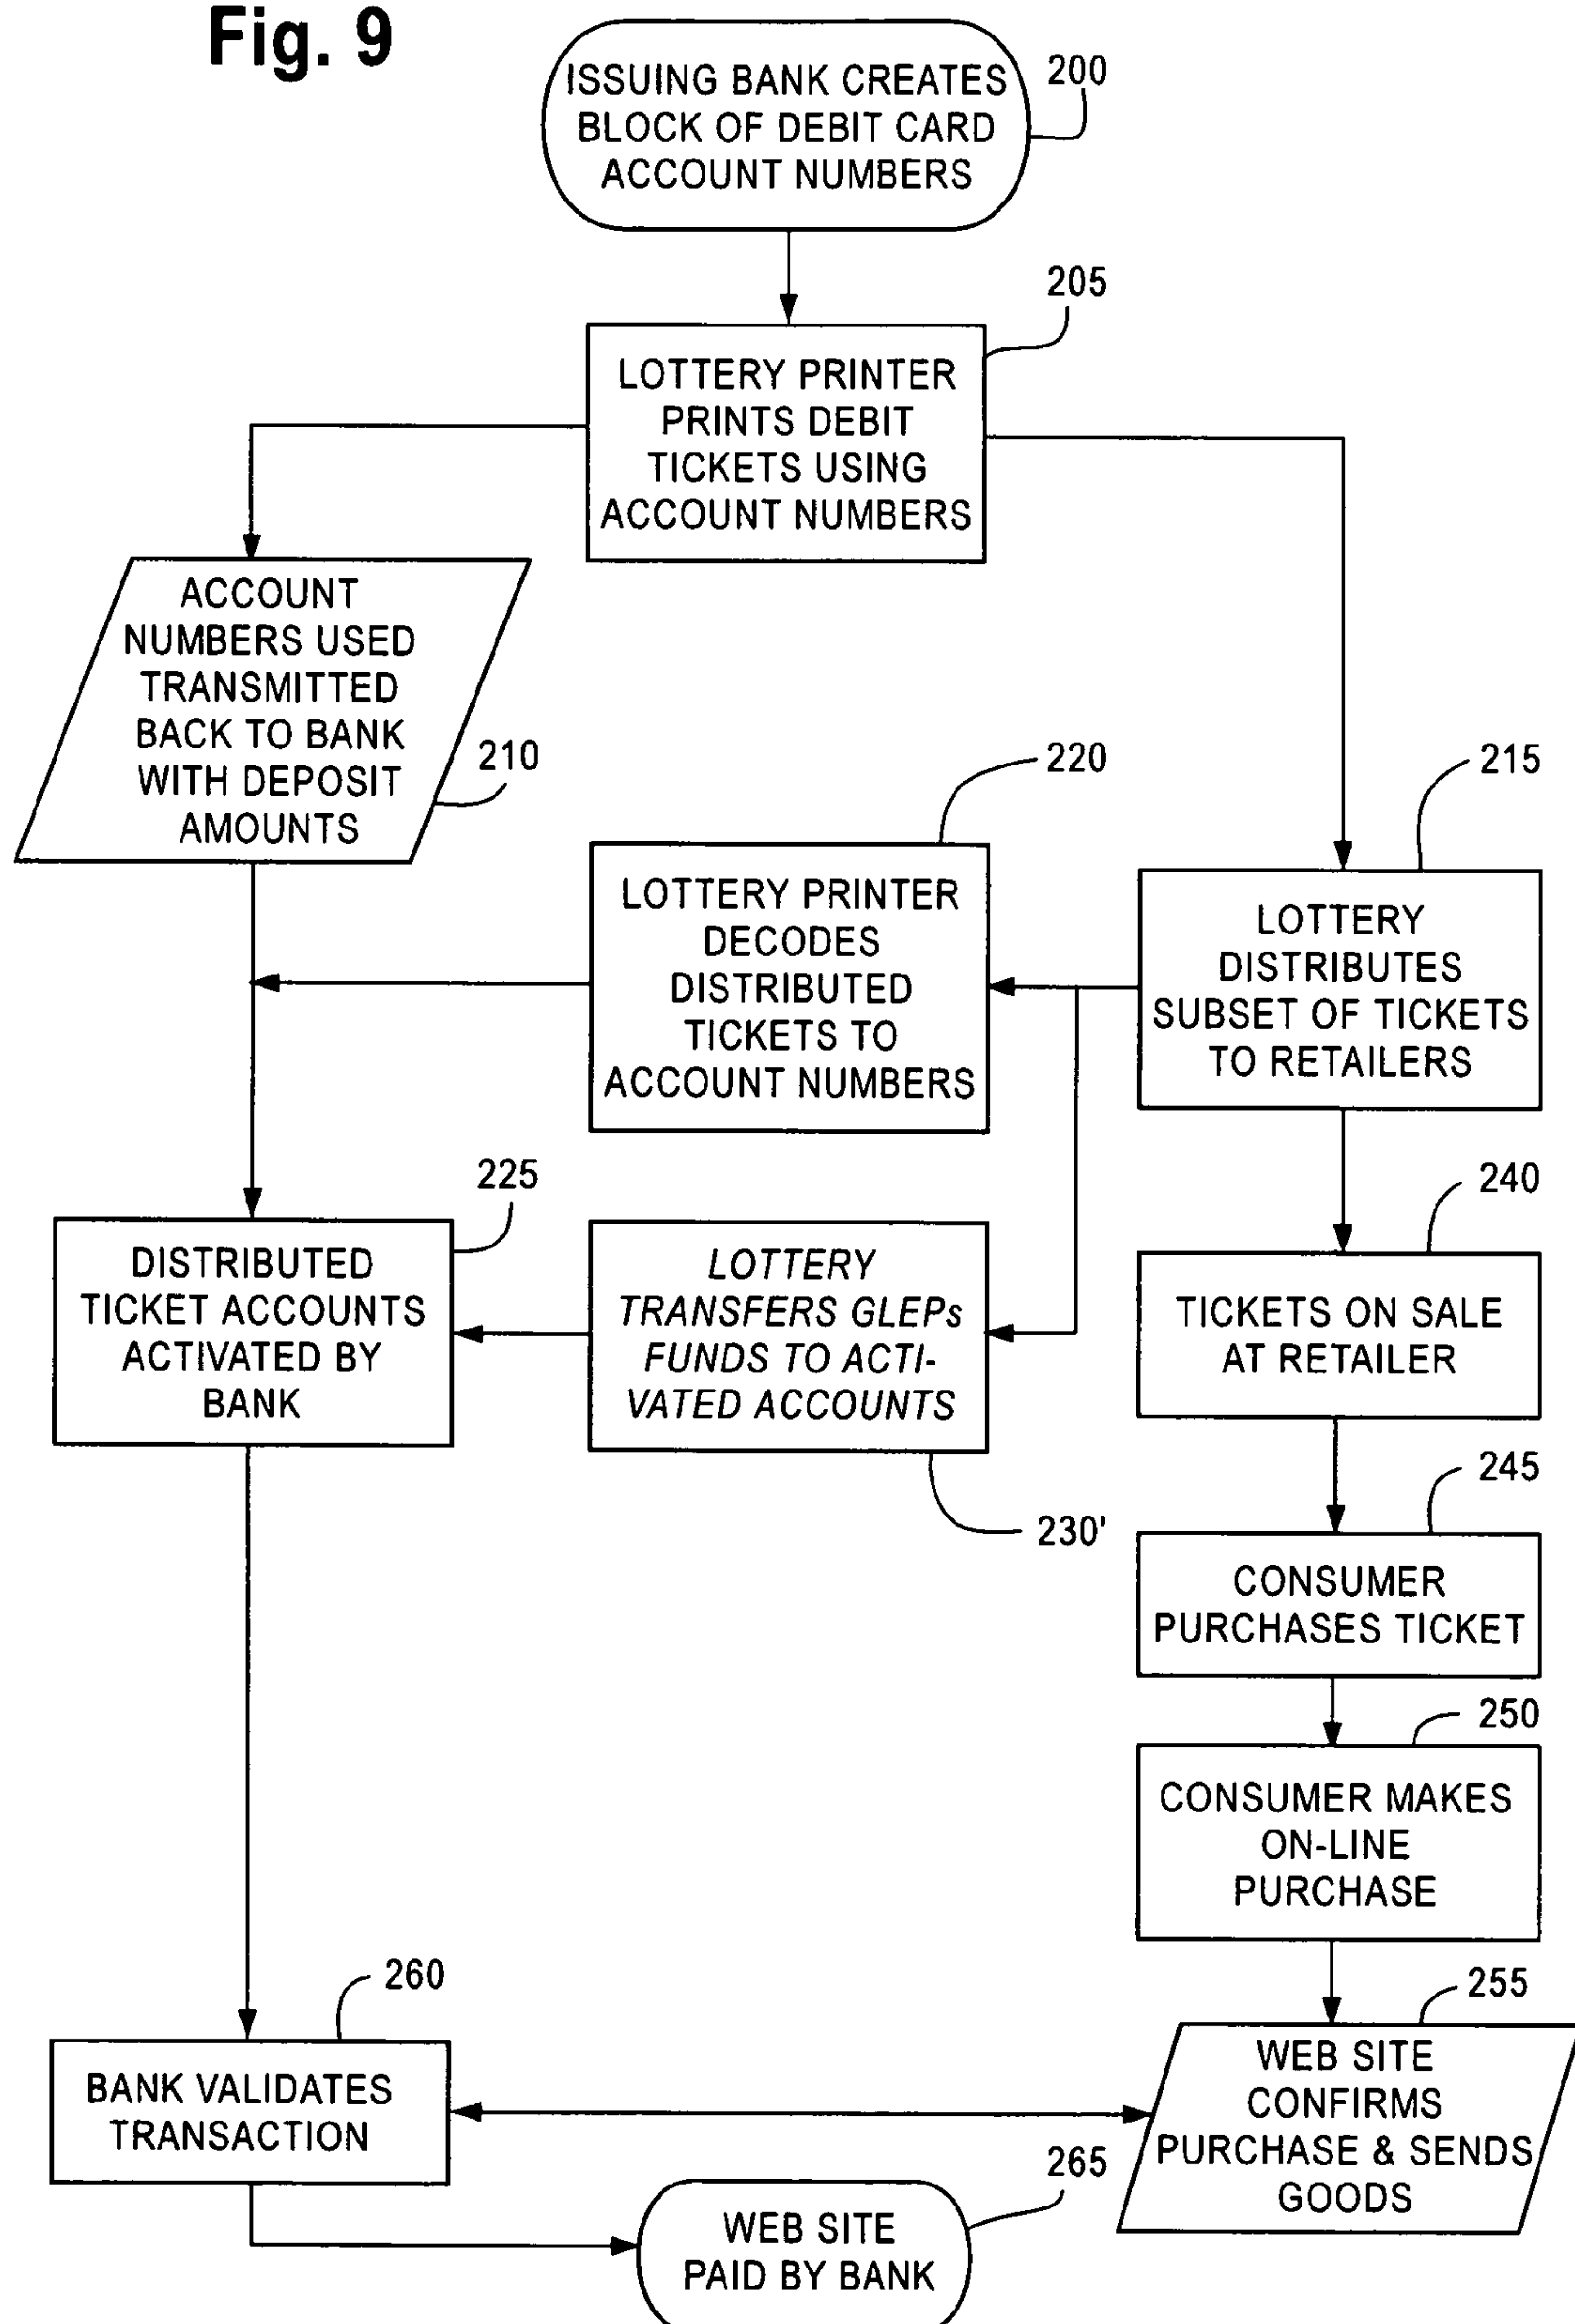 Fig. 9
ISSUING BANK CREATES
BLOCK OF DEBIT CARD
ACCOUNT NUMBERS
200
205
LOTTERY PRINTER
PRINTS DEBIT
TICKETS USING
ACCOUNT NUMBERS
ACCOUNT
NUMBERS USED
TRANSMITTED
BACK TO BANK
WITH DEPOSIT
AMOUNTS
210
220
215
LOTTERY PRINTER
DECODES
DISTRIBUTED
TICKETS TO
ACCOUNT NUMBERS
LOTTERY
DISTRIBUTES
SUBSET OF TICKETS
TO RETAILERS
225
DISTRIBUTED
TICKET ACCOUNTS
ACTIVATED BY
BANK
LOTTERY
TRANSFERS GLEPs
FUNDS TO ACTI-
VATED ACCOUNTS
230'
240
TICKETS ON SALE
AT RETAILER
245
CONSUMER
PURCHASES TICKET
250
CONSUMER MAKES
ON-LINE
PURCHASE
260
BANK VALIDATES
TRANSACTION
255
WEB SITE
CONFIRMS
PURCHASE & SENDS
GOODS
265
WEB SITE
PAID BY BANK